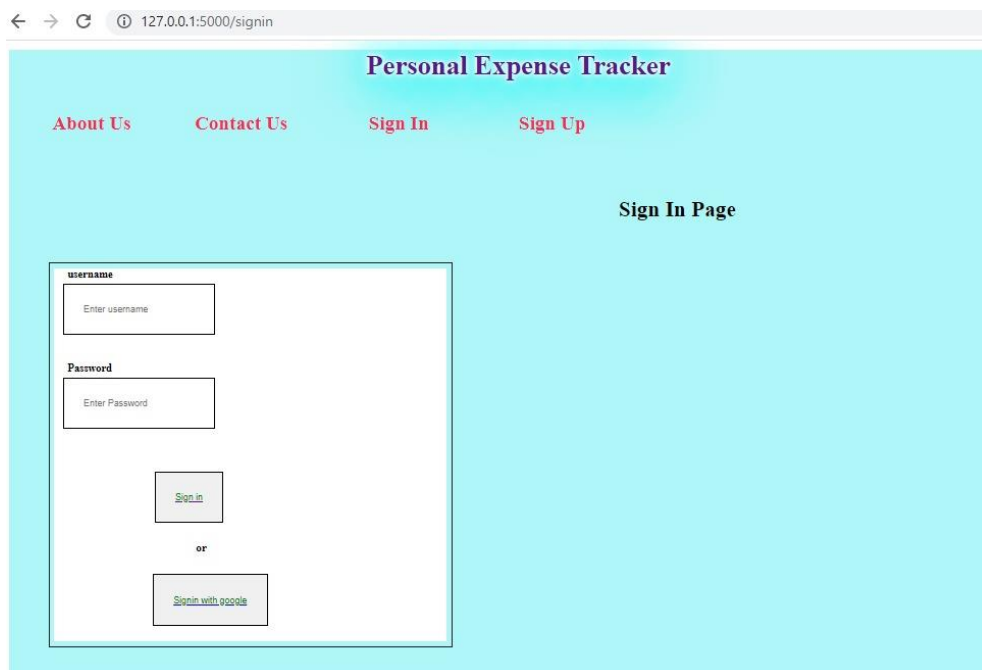 127.0.0.1:5000/signin
Personal Expense Tracker
About Us Contact Us Sign In Sign Up
Sign In Page
username
Enter username
Password
Enter Password
Sign in
or
Signin with google